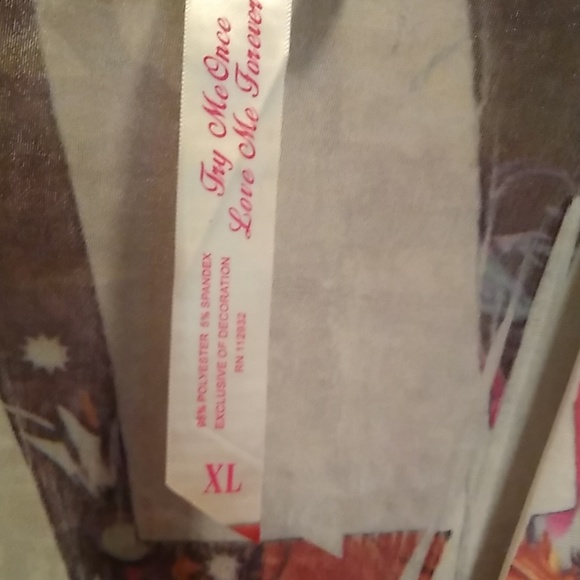 Try Me Once
Love Me Forever
95% POLYESTER 5% SPANDEX
EXCLUSIVE OF DECORATION
RN 112932
XL